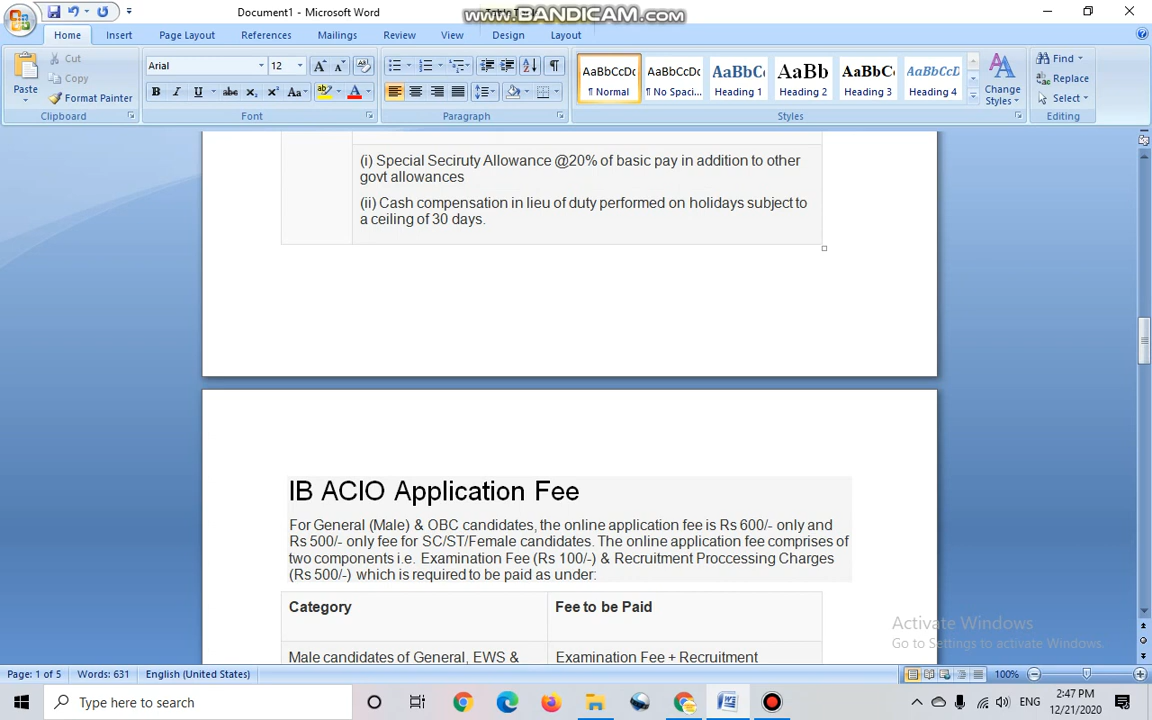 Document1 - Microsoft Word
www.BANDICAM.com
Home Insert Page Layout References Mailings Review View Design Layout
Paste
Cut
Copy
Format Painter
Clipboard
Arial 12
Font
Paragraph
AaBbCcDc AaBbCcDc AaBbC AaBb AaBbC AaBbCcD
¶ Normal ¶ No Spaci... Heading 1 Heading 2 Heading 3 Heading 4
Change Styles
Styles
Find
Replace
Select
Editing
(i) Special Seciruty Allowance @20% of basic pay in addition to other
govt allowances
(ii) Cash compensation in lieu of duty performed on holidays subject to
a ceiling of 30 days.
IB ACIO Application Fee
For General (Male) & OBC candidates, the online application fee is Rs 600/- only and
Rs 500/- only fee for SC/ST/Female candidates. The online application fee comprises of
two components i.e. Examination Fee (Rs 100/-) & Recruitment Proccessing Charges
(Rs 500/-) which is required to be paid as under:
Category Fee to be Paid
Male candidates of General, EWS & Examination Fee + Recruitment
Activate Windows
Go to Settings to activate Windows.
Page: 1 of 5 Words: 631 English (United States) 100%
Type here to search
ENG
2:47 PM
12/21/2020